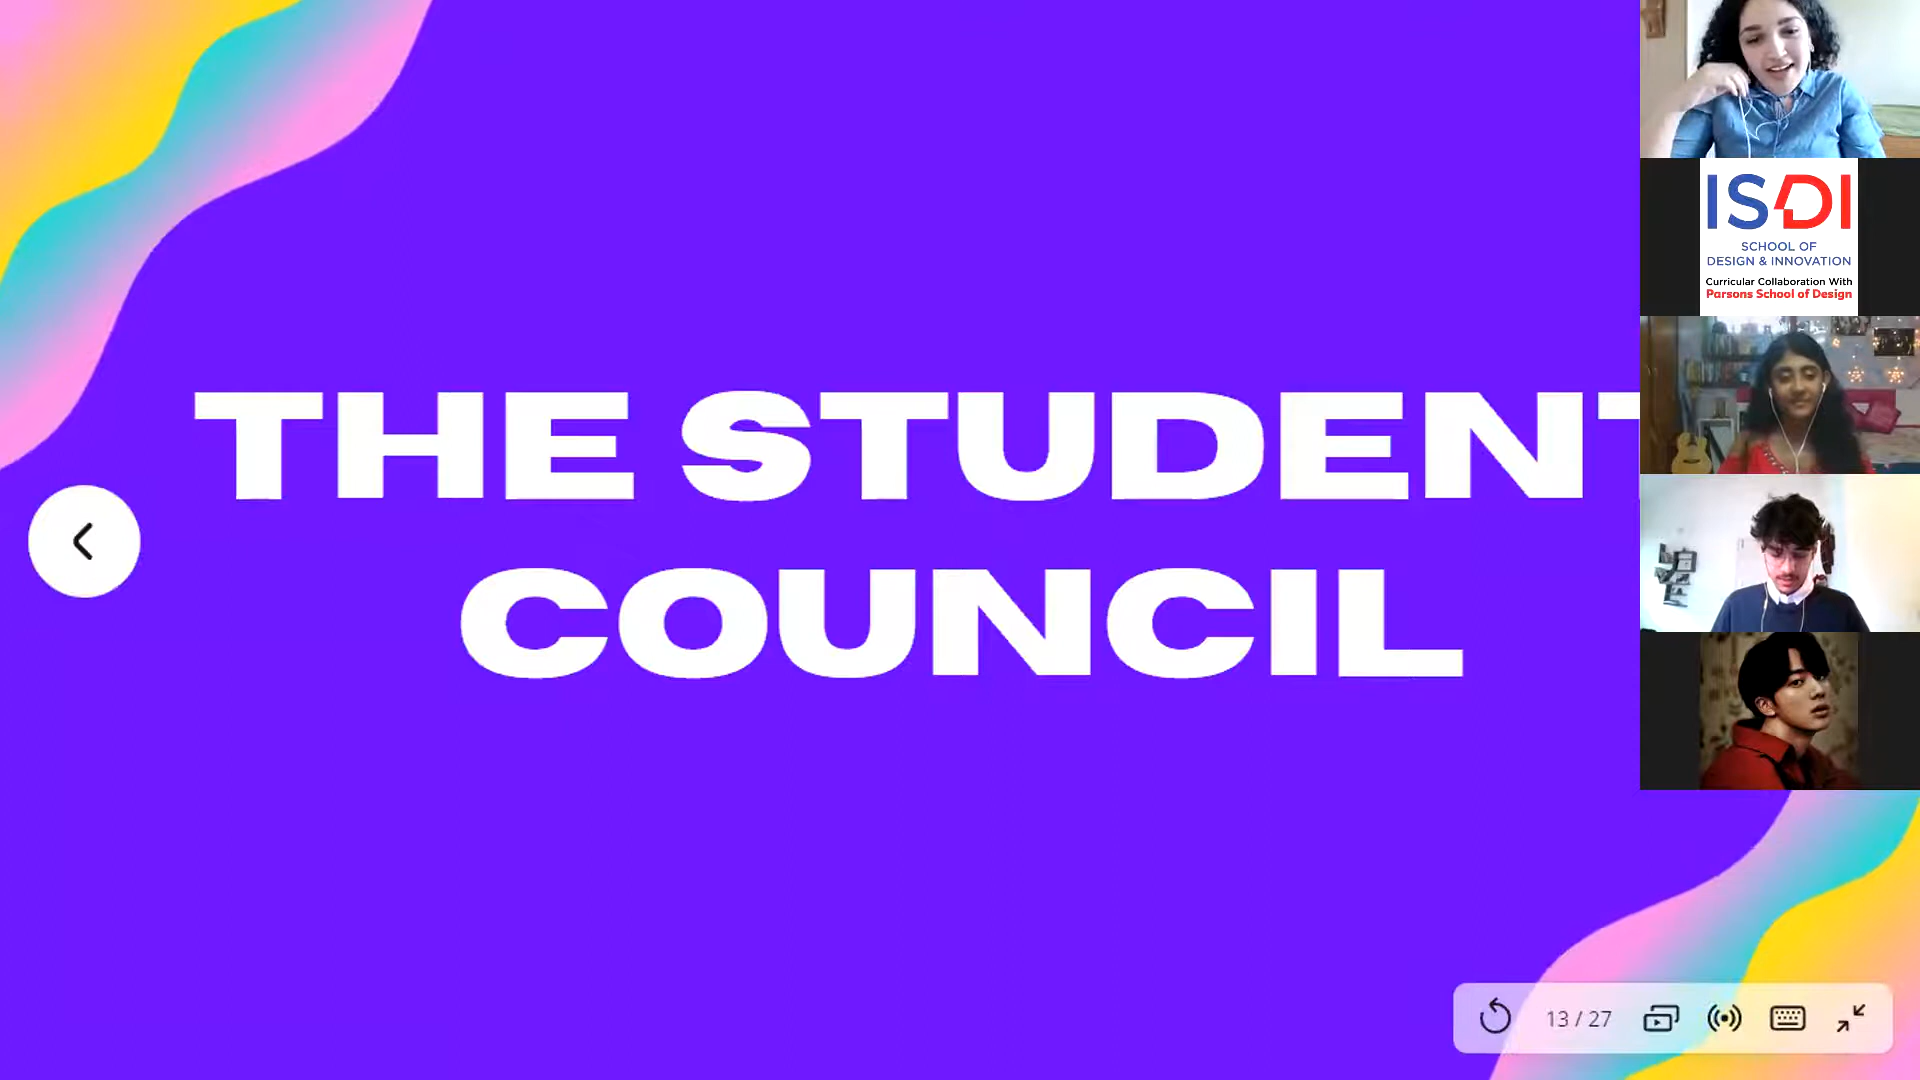 THE STUDENT
COUNCIL
ISDI
SCHOOL OF
DESIGN & INNOVATION
Curricular Collaboration With
Parsons School of Design
13 / 27